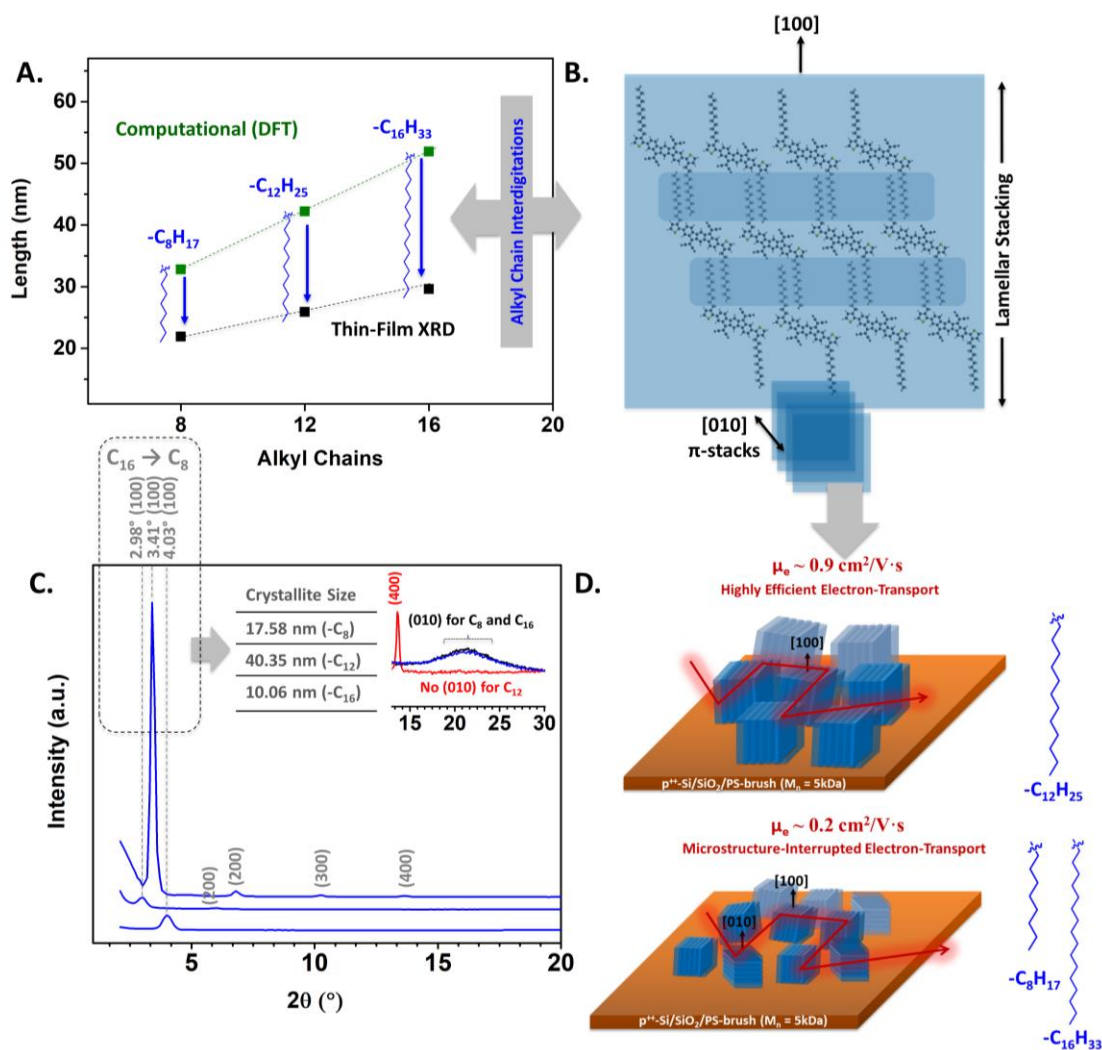 A.
60
50
40
30
20
Length (nm)
8
12
16
20
Alkyl Chains
Computational (DFT)
-C₈H₁₇
-C₁₂H₂₅
-C₁₆H₃₃
Thin-Film XRD
Alkyl Chain Interdigitations
B.
[100]
Lamellar Stacking
[010]
π-stacks
C₁₆ → C₈
2.98° (100)
3.41° (100)
4.03° (100)
C.
Crystallite Size
17.58 nm (-C₈)
40.35 nm (-C₁₂)
10.06 nm (-C₁₆)
(400)
(010) for C₈ and C₁₆
No (010) for C₁₂
15
20
25
30
Intensity (a.u.)
(200)
(200)
(300)
(400)
5
10
15
20
2θ (°)
D.
μₑ ~ 0.9 cm²/V·s
Highly Efficient Electron-Transport
[100]
p⁺⁺-Si/SiO₂/PS-brush (Mₙ = 5kDa)
-C₁₂H₂₅
μₑ ~ 0.2 cm²/V·s
Microstructure-Interrupted Electron-Transport
[100]
[010]
p⁺⁺-Si/SiO₂/PS-brush (Mₙ = 5kDa)
-C₈H₁₇
-C₁₆H₃₃